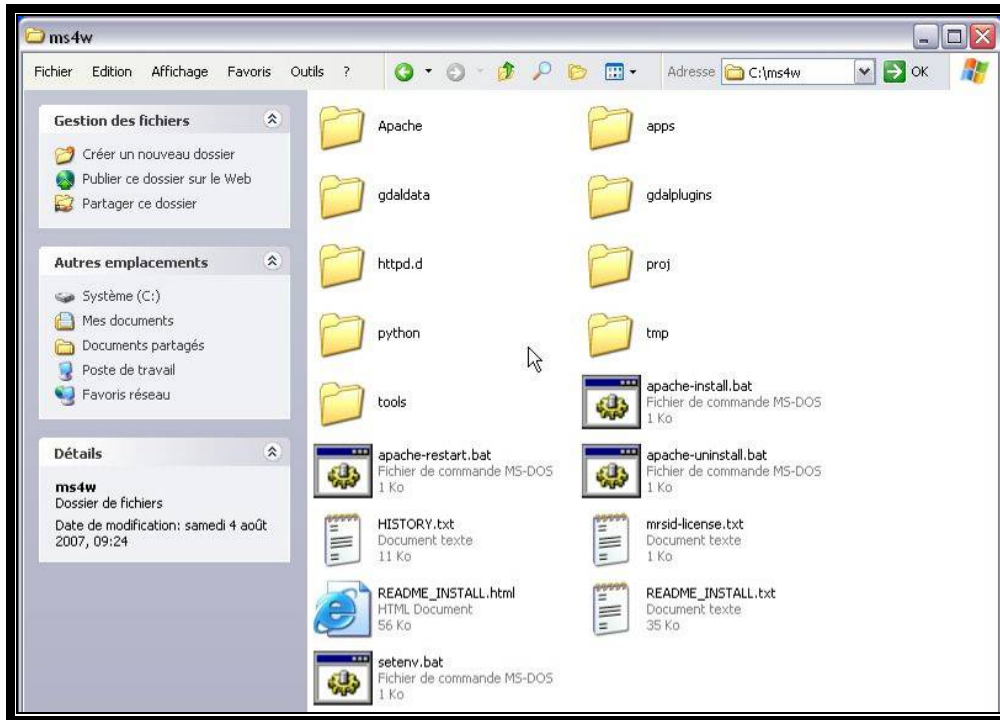 ms4w
Fichier Edition Affichage Favoris Outils ? Adresse C:\ms4w OK
Gestion des fichiers
Créer un nouveau dossier
Publier ce dossier sur le Web
Partager ce dossier
Autres emplacements
Système (C:)
Mes documents
Documents partagés
Poste de travail
Favoris réseau
Détails
ms4w
Dossier de fichiers
Date de modification: samedi 4 août
2007, 09:24
Apache
apps
gdaldata
gdalplugins
httpd.d
proj
python
tmp
tools
apache-install.bat
Fichier de commande MS-DOS
1 Ko
apache-restart.bat
Fichier de commande MS-DOS
1 Ko
apache-uninstall.bat
Fichier de commande MS-DOS
1 Ko
HISTORY.txt
Document texte
11 Ko
mrsid-license.txt
Document texte
1 Ko
README_INSTALL.html
HTML Document
56 Ko
README_INSTALL.txt
Document texte
35 Ko
setenv.bat
Fichier de commande MS-DOS
1 Ko